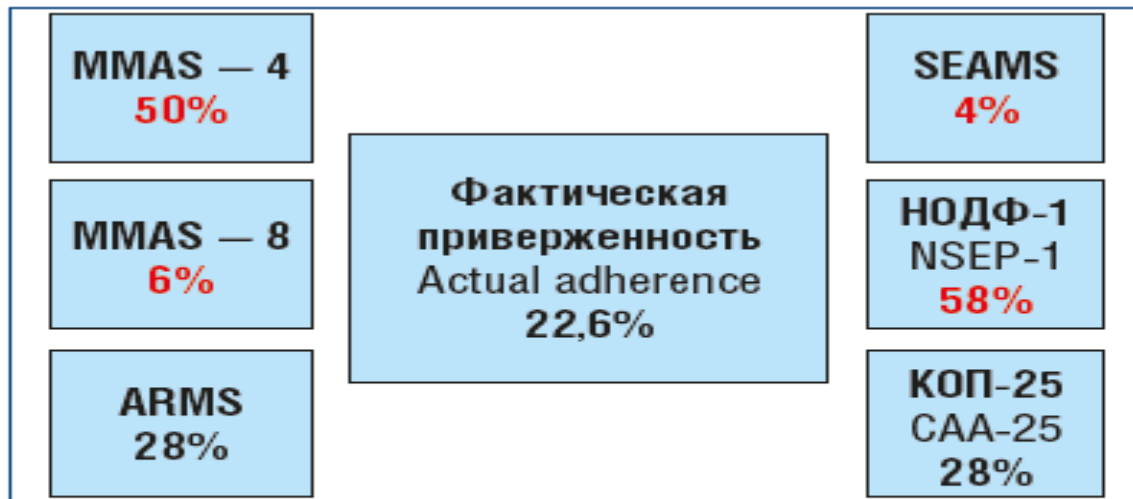 MMAS — 4
50%
MMAS — 8
6%
ARMS
28%
Фактическая
приверженность
Actual adherence
22,6%
SEAMS
4%
НОДФ-1
NSEP-1
58%
КОП-25
CAA-25
28%